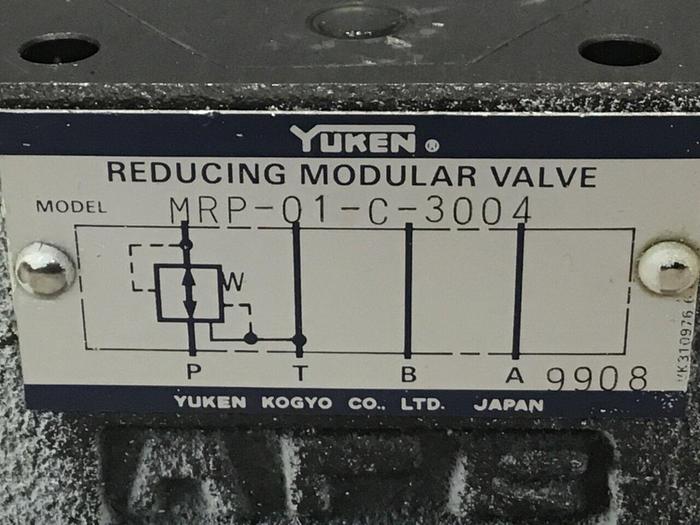 YUKEN®
REDUCING MODULAR VALVE
MODEL MRP-01-C-3004
W
P T B A 9908
YUKEN KOGYO CO., LTD. JAPAN